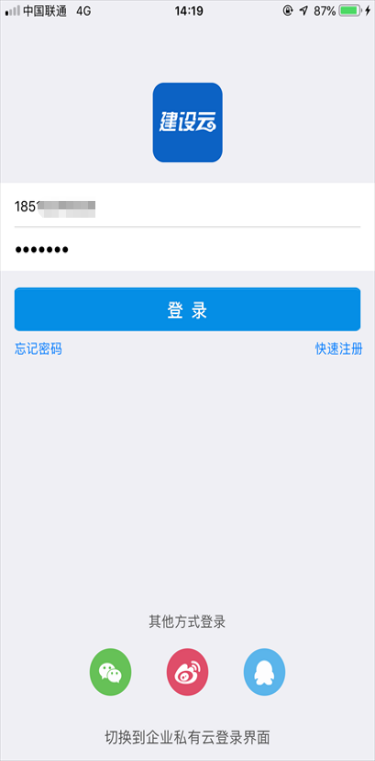 中国联通 4G 14:19 87%
建设云
185
●●●●●●●
登 录
忘记密码 快速注册
其他方式登录
切换到企业私有云登录界面